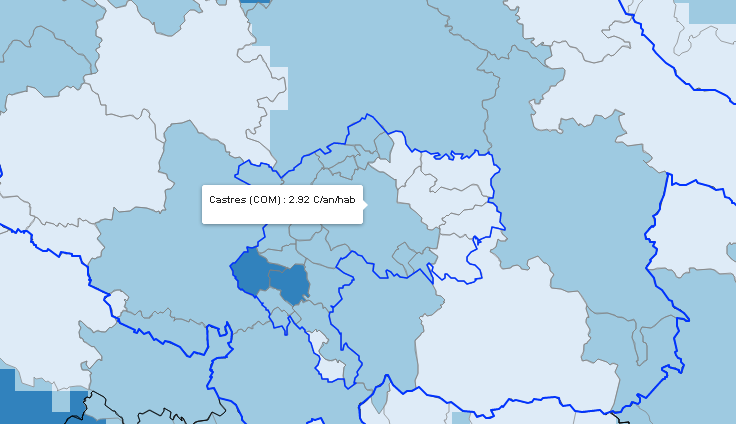 Castres (COM) : 2.92 C/an/hab